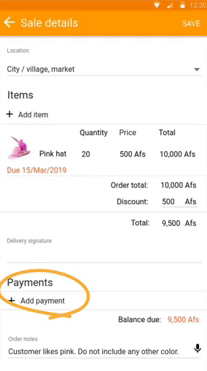 12:30
Sale details
SAVE
Location
City / village, market
Items
+ Add item
Quantity Price Total
Pink hat 20 500 Afs 10,000 Afs
Due 15/Mar/2019
Order total: 10,000 Afs
Discount: 500 Afs
Total: 9,500 Afs
Delivery signature
Payments
+ Add payment
Balance due: 9,500 Afs
Order notes
Customer likes pink. Do not include any other color.